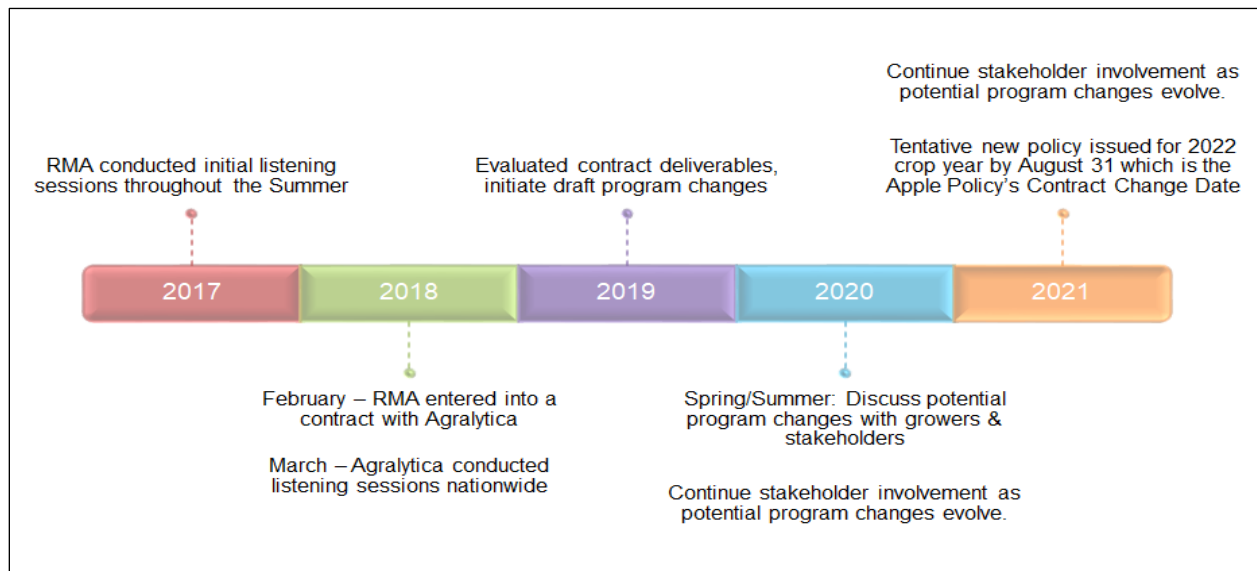 Continue stakeholder involvement as
potential program changes evolve.
Tentative new policy issued for 2022
crop year by August 31 which is the
Apple Policy's Contract Change Date
RMA conducted initial listening
sessions throughout the Summer
Evaluated contract deliverables,
initiate draft program changes
2017
2018
2019
2020
2021
February – RMA entered into a
contract with Agralytica
March – Agralytica conducted
listening sessions nationwide
Spring/Summer: Discuss potential
program changes with growers &
stakeholders
Continue stakeholder involvement as
potential program changes evolve.